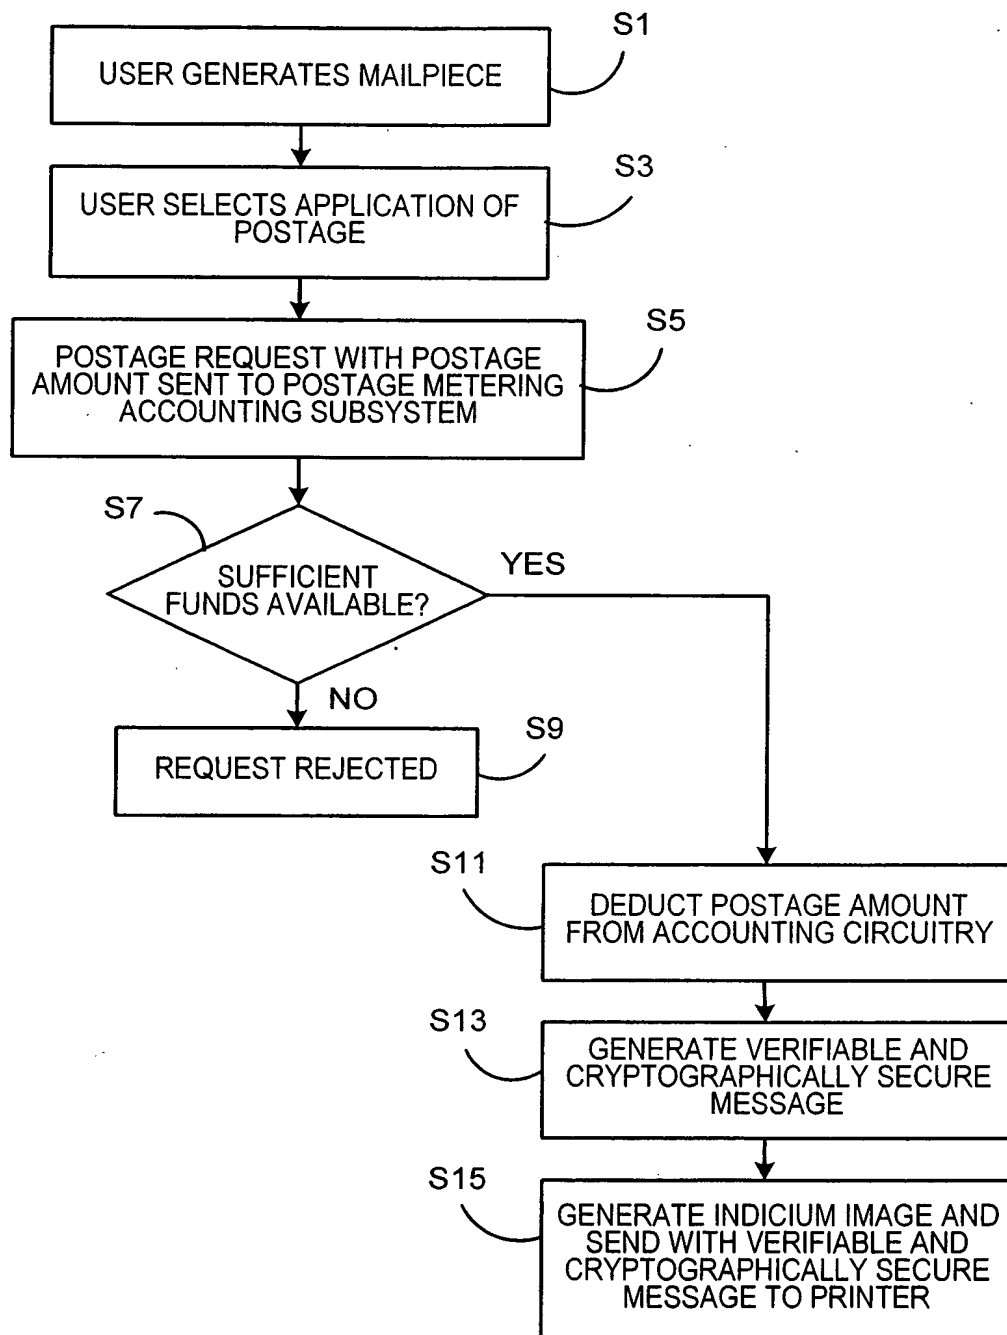 S1
USER GENERATES MAILPIECE
S3
USER SELECTS APPLICATION OF
POSTAGE
S5
POSTAGE REQUEST WITH POSTAGE
AMOUNT SENT TO POSTAGE METERING
ACCOUNTING SUBSYSTEM
S7
SUFFICIENT
FUNDS AVAILABLE?
YES
NO
S9
REQUEST REJECTED
S11
DEDUCT POSTAGE AMOUNT
FROM ACCOUNTING CIRCUITRY
S13
GENERATE VERIFIABLE AND
CRYPTOGRAPHICALLY SECURE
MESSAGE
S15
GENERATE INDICIUM IMAGE AND
SEND WITH VERIFIABLE AND
CRYPTOGRAPHICALLY SECURE
MESSAGE TO PRINTER